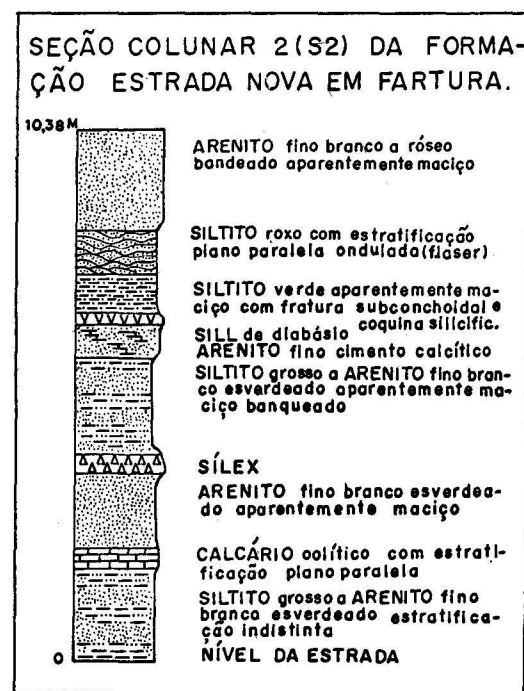 SEÇÃO COLUNAR 2(S2) DA FORMA-
ÇÃO ESTRADA NOVA EM FARTURA.
10,38M
ARENITO fino branco a róseo
bandeado aparentemente maciço
SILTITO roxo com estratificação
plano paralela ondulada(flaser)
SILTITO verde aparentemente ma-
ciço com fratura subconchoidal e
coquina silicific.
SILL de diabásio
ARENITO fino cimento calcítico
SILTITO grosso a ARENITO fino bran-
co esverdeado aparentemente ma-
ciço banqueado
SÍLEX
ARENITO fino branco esverdea-
do aparentemente maciço
CALCÁRIO oolítico com estrati-
ficação plano paralela
SILTITO grosso a ARENITO fino
branco esverdeado estratifica-
ção indistinta
0
NÍVEL DA ESTRADA